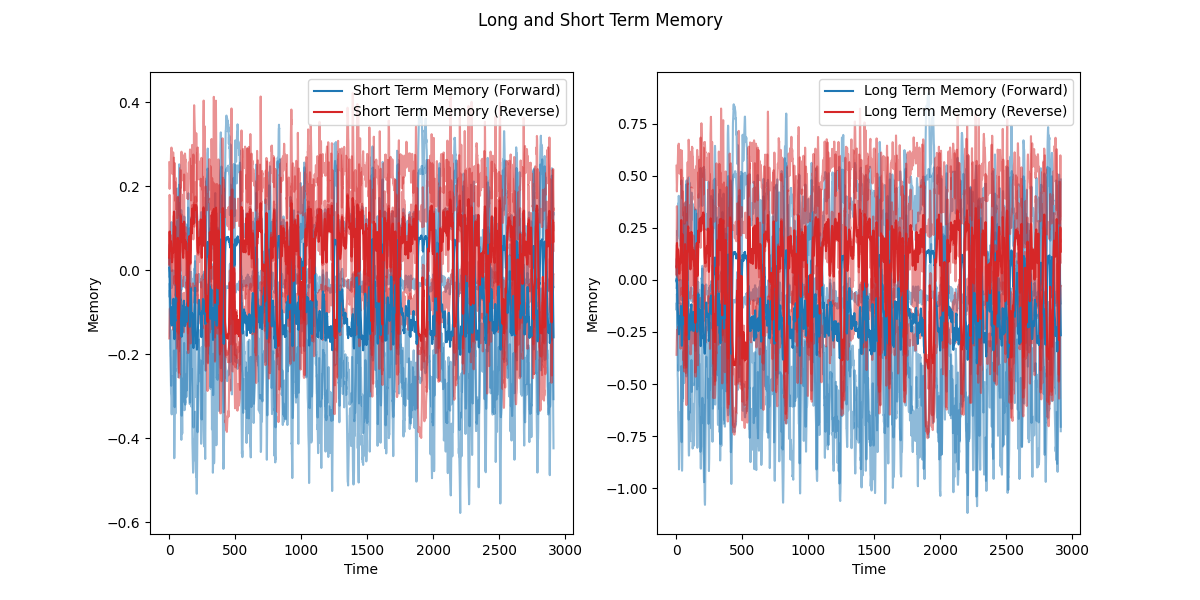 Long and Short Term Memory
Short Term Memory (Forward)
Short Term Memory (Reverse)
0.4
0.2
0.0
−0.2
−0.4
−0.6
Memory
0 500 1000 1500 2000 2500 3000
Time
Long Term Memory (Forward)
Long Term Memory (Reverse)
0.75
0.50
0.25
0.00
−0.25
−0.50
−0.75
−1.00
Memory
0 500 1000 1500 2000 2500 3000
Time